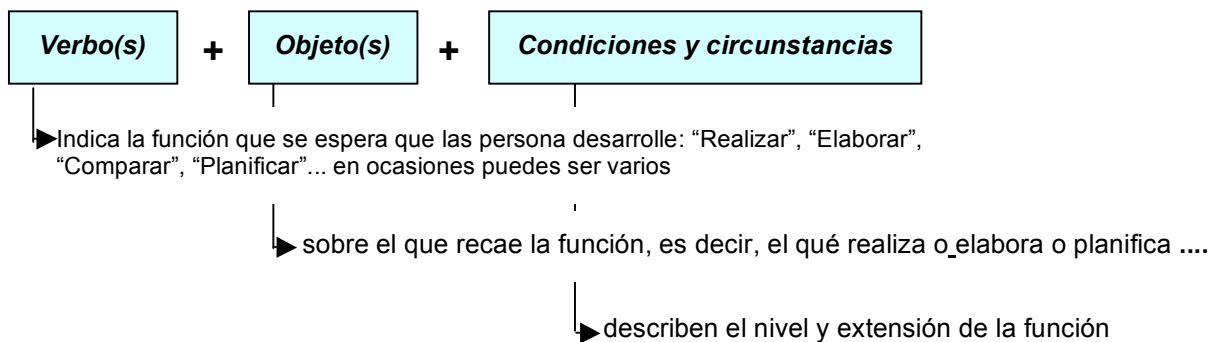 Verbo(s) + Objeto(s) + Condiciones y circunstancias
Indica la función que se espera que las persona desarrolle: “Realizar”, “Elaborar”,
“Comparar”, “Planificar”... en ocasiones puedes ser varios
sobre el que recae la función, es decir, el qué realiza o elabora o planifica ....
describen el nivel y extensión de la función